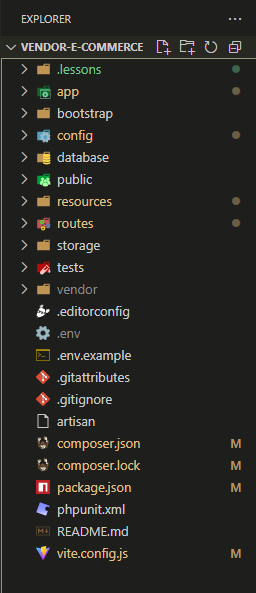 EXPLORER
VENDOR-E-COMMERCE
.lessons
app
bootstrap
config
database
public
resources
routes
storage
tests
vendor
.editorconfig
.env
.env.example
.gitattributes
.gitignore
artisan
composer.json M
composer.lock M
package.json M
phpunit.xml
README.md
vite.config.js M